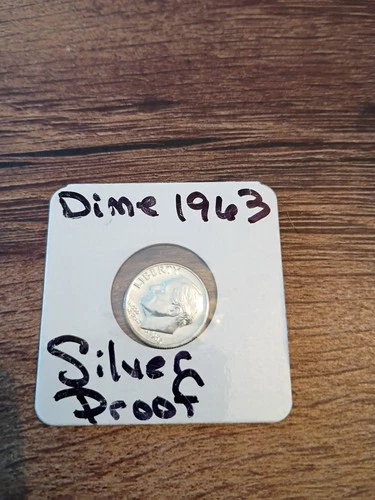 Dime 1963
LIBERTY
Silver
Proof